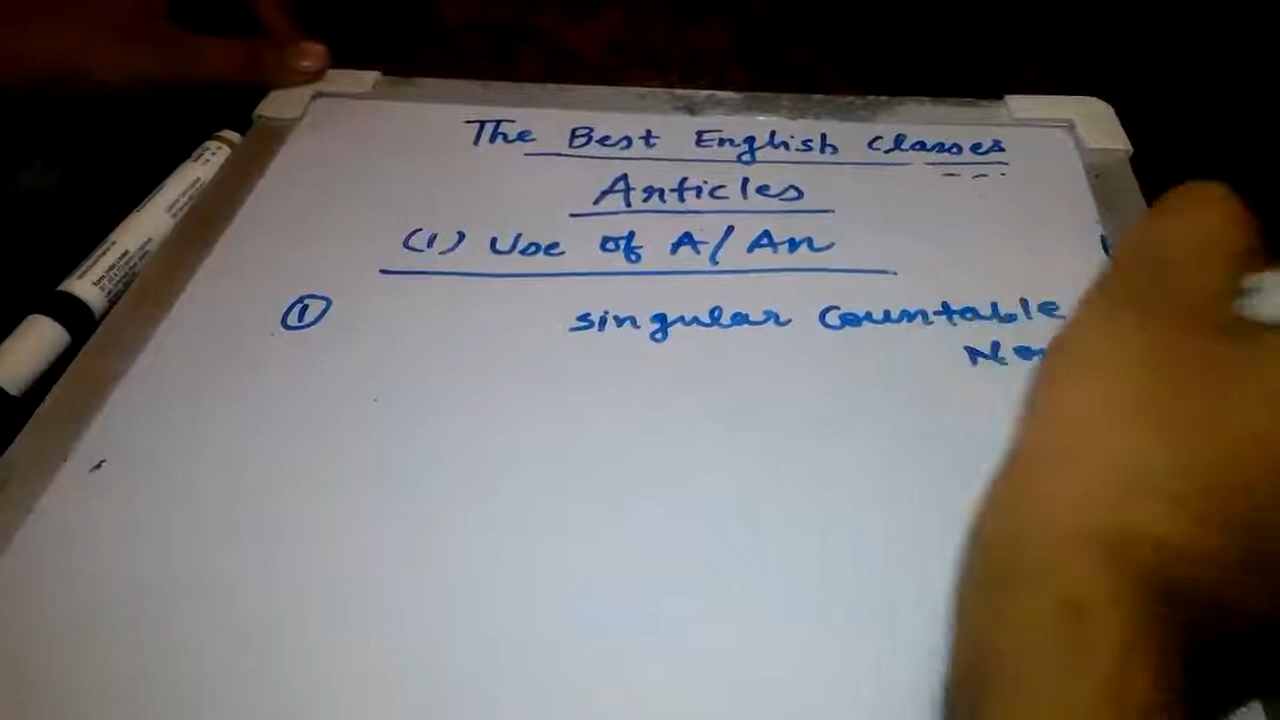 The Best English Classes
Articles
(1) Use of A/An
① singular Countable